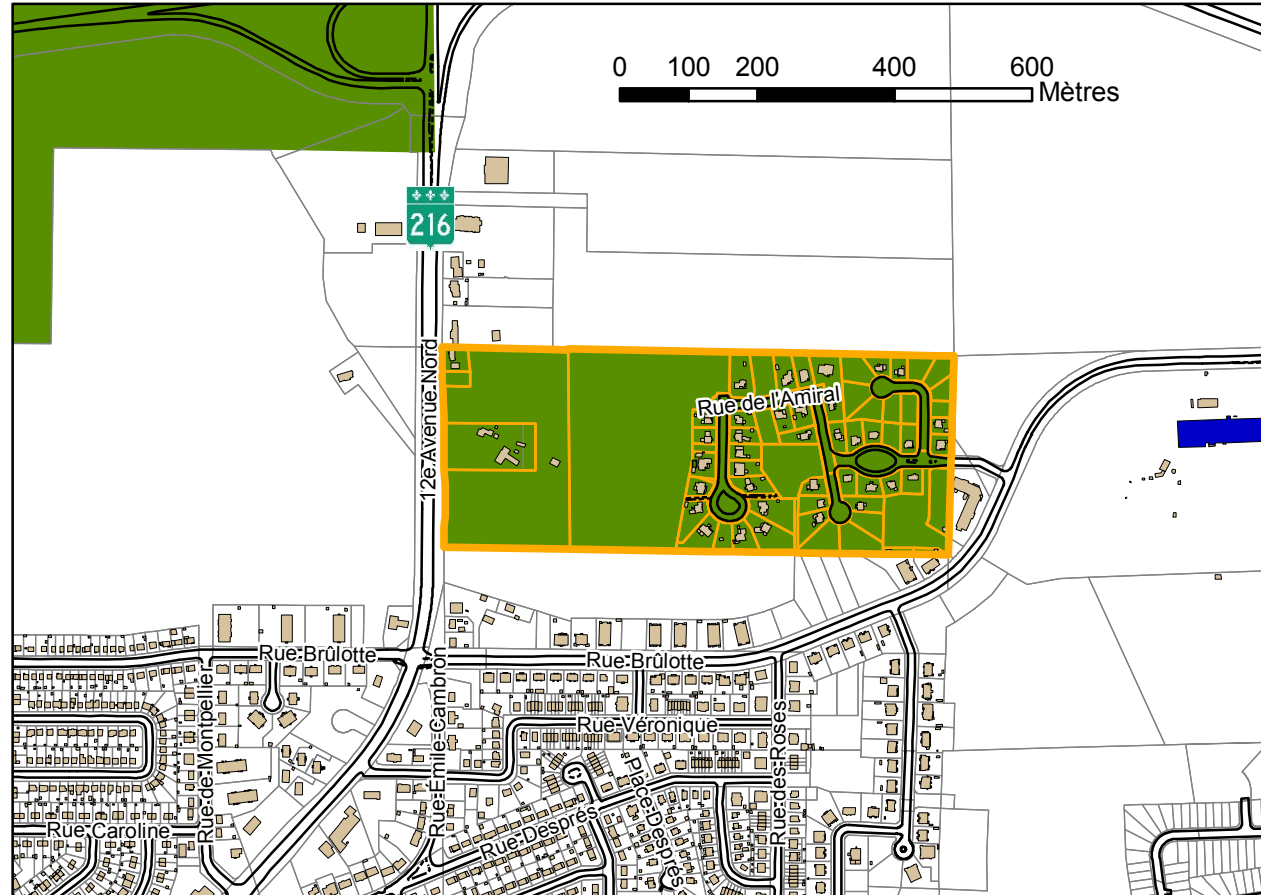 0 100 200 400 600
Mètres
216
12e Avenue Nord
Rue de l'Amiral
Rue Brûlotte
Rue Brûlotte
Rue de Montpellier
Rue Émile-Cambron
Rue Véronique
Rue des Roses
Place Després
Rue Després
Rue Caroline